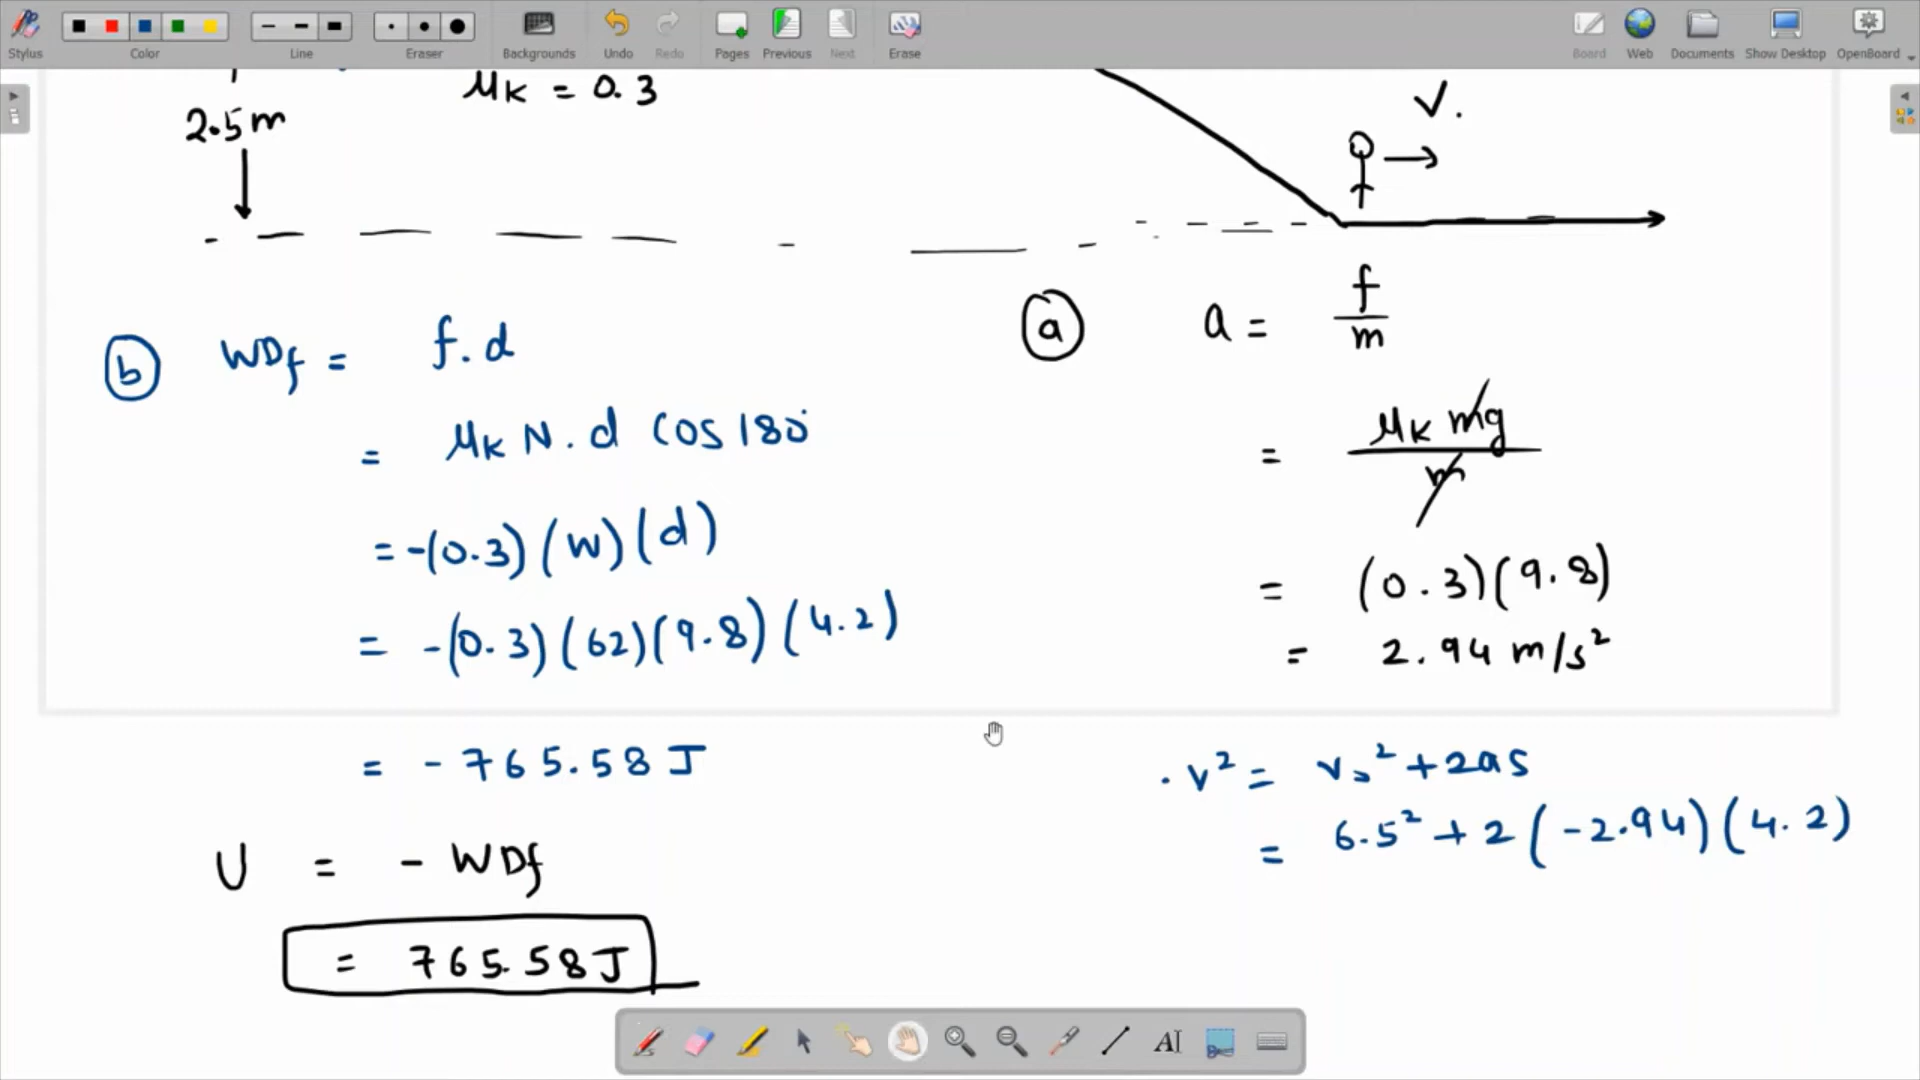 Stylus
Color
Line
Eraser
Backgrounds
Undo
Redo
Pages
Previous
Next
Erase
Board
Web
Documents
Show Desktop
OpenBoard
μk = 0.3
2.5m
V.
(b) WDf = f.d
= μk N.d cos 180°
= -(0.3)(w)(d)
= -(0.3)(62)(9.8)(4.2)
= -765.58 J
U = - WDf
= 765.58 J
(a) a = f/m
= μk mg/m
= (0.3)(9.8)
= 2.94 m/s²
. v² = v₀² + 2as
= 6.5² + 2(-2.94)(4.2)
AI